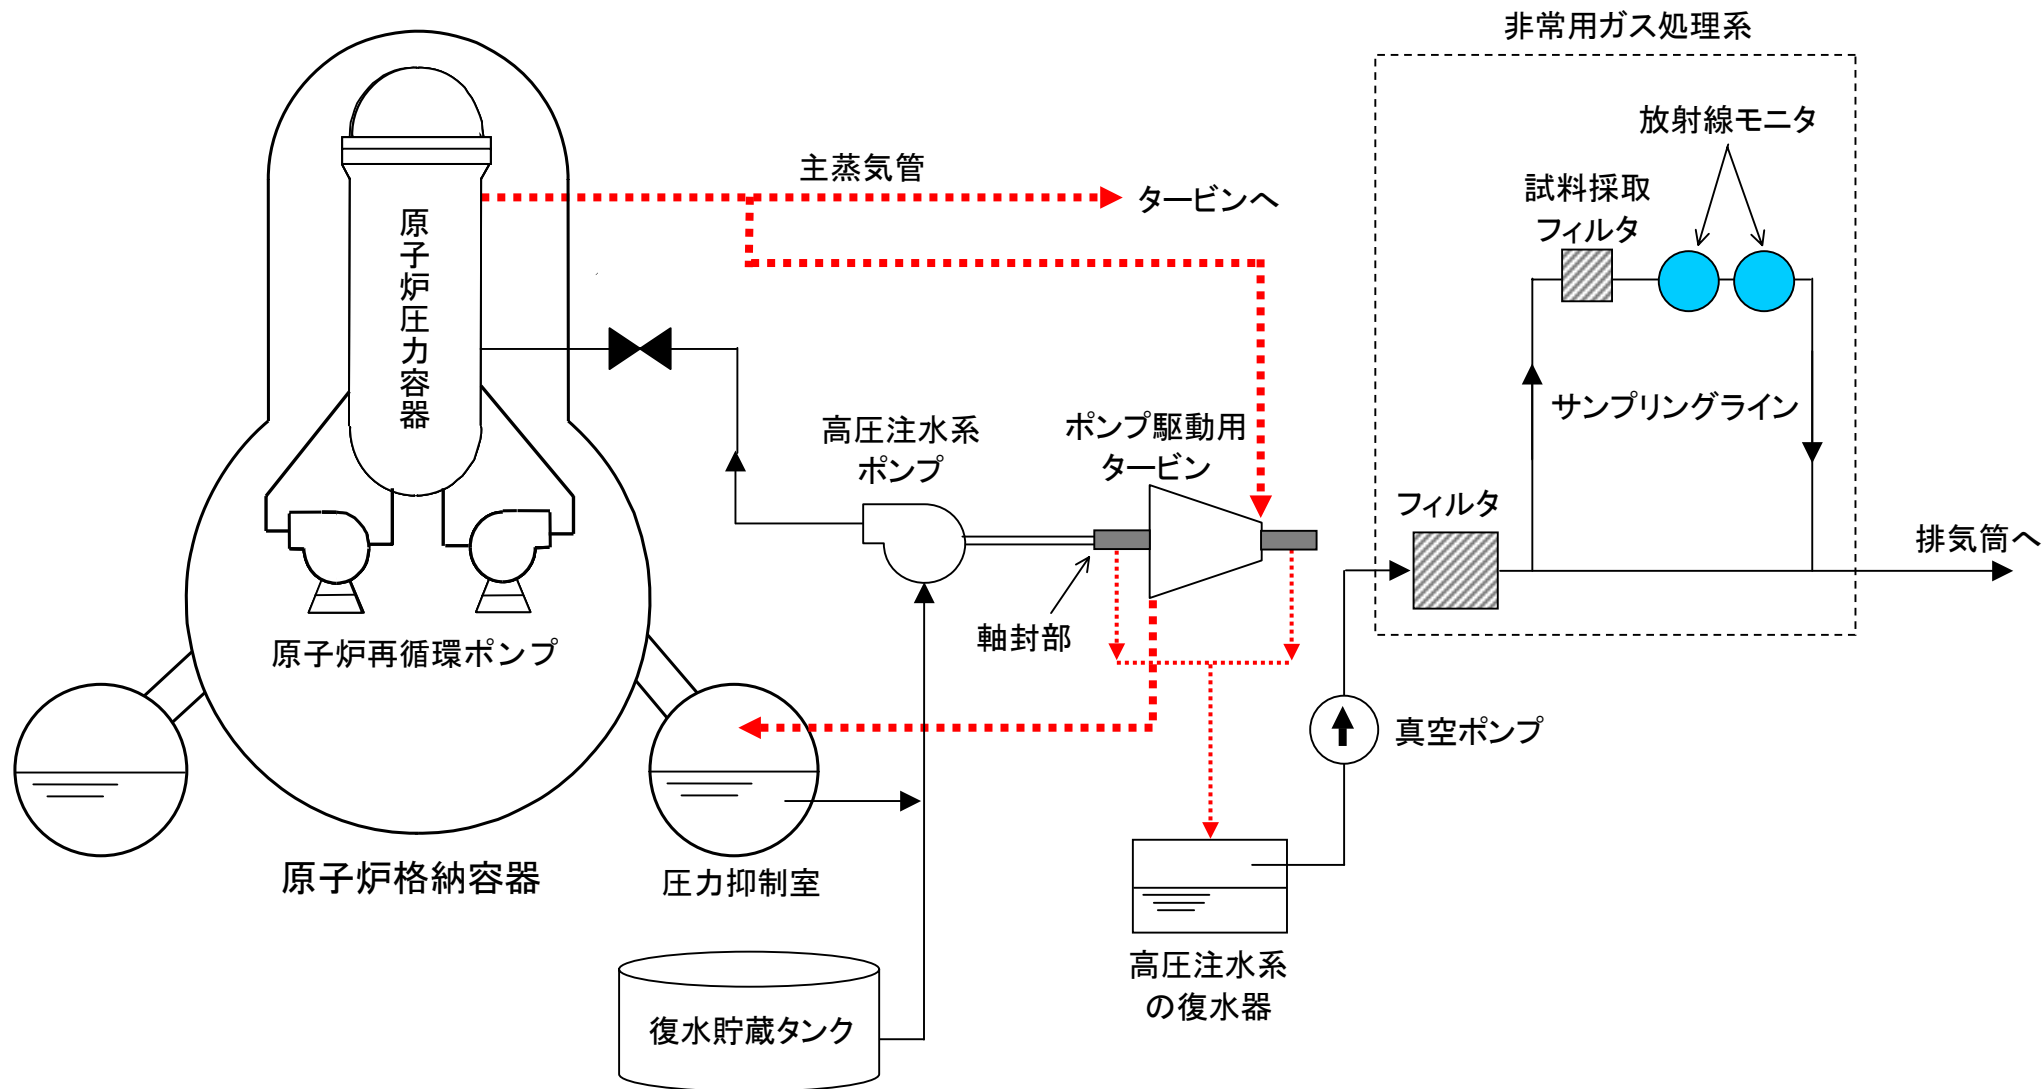 非常用ガス処理系
放射線モニタ
主蒸気管
タービンへ
試料採取
フィルタ
原子炉圧力容器
サンプリングライン
高圧注水系
ポンプ
ポンプ駆動用
タービン
フィルタ
排気筒へ
軸封部
原子炉再循環ポンプ
真空ポンプ
原子炉格納容器
圧力抑制室
高圧注水系
の復水器
復水貯蔵タンク